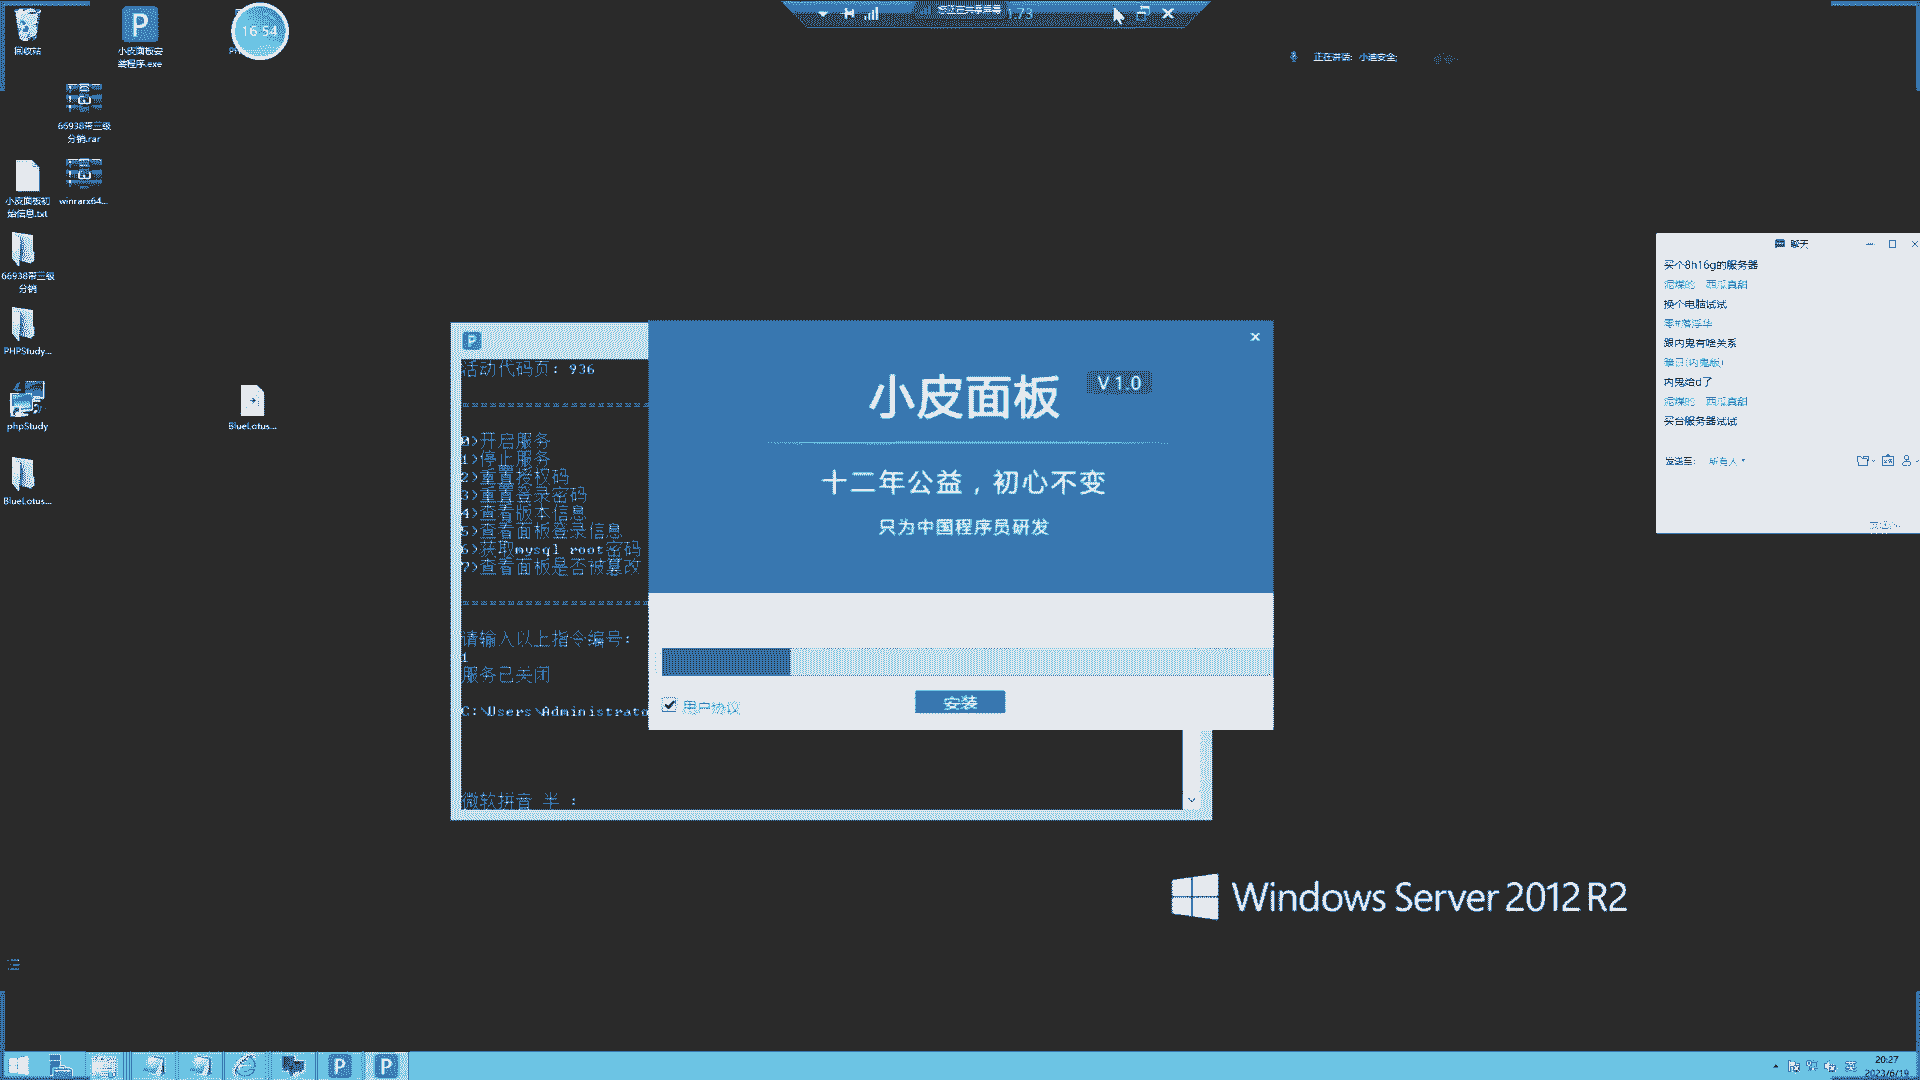 回收站
小皮面板安
装程序.exe
16:54
您正在共享屏幕
1.73
正在讲话: 小迪安全;
66938带三级
分销.rar
小皮面板初
始信息.txt
winrarx64...
66938带三级
分销
PHPStudy...
phpStudy
BlueLotus...
BlueLotus...
活动代码页: 936
0>开启服务
1>停止服务
2>重置授权码
3>重置登录密码
4>查看版本信息
5>查看面板登录信息
6>获取mysql root密码
7>查看面板是否被篡改
请输入以上指令编号:
1
服务已关闭
C:\Users\Administrato
微软拼音 半 :
小皮面板
V1.0
十二年公益，初心不变
只为中国程序员研发
用户协议
安装
聊天
买个8h16g的服务器
换个电脑试试
跟内鬼有啥关系
内鬼给d了
买台服务器试试
发送至:
所有人
Windows Server 2012 R2
英
20:27
2023/6/19